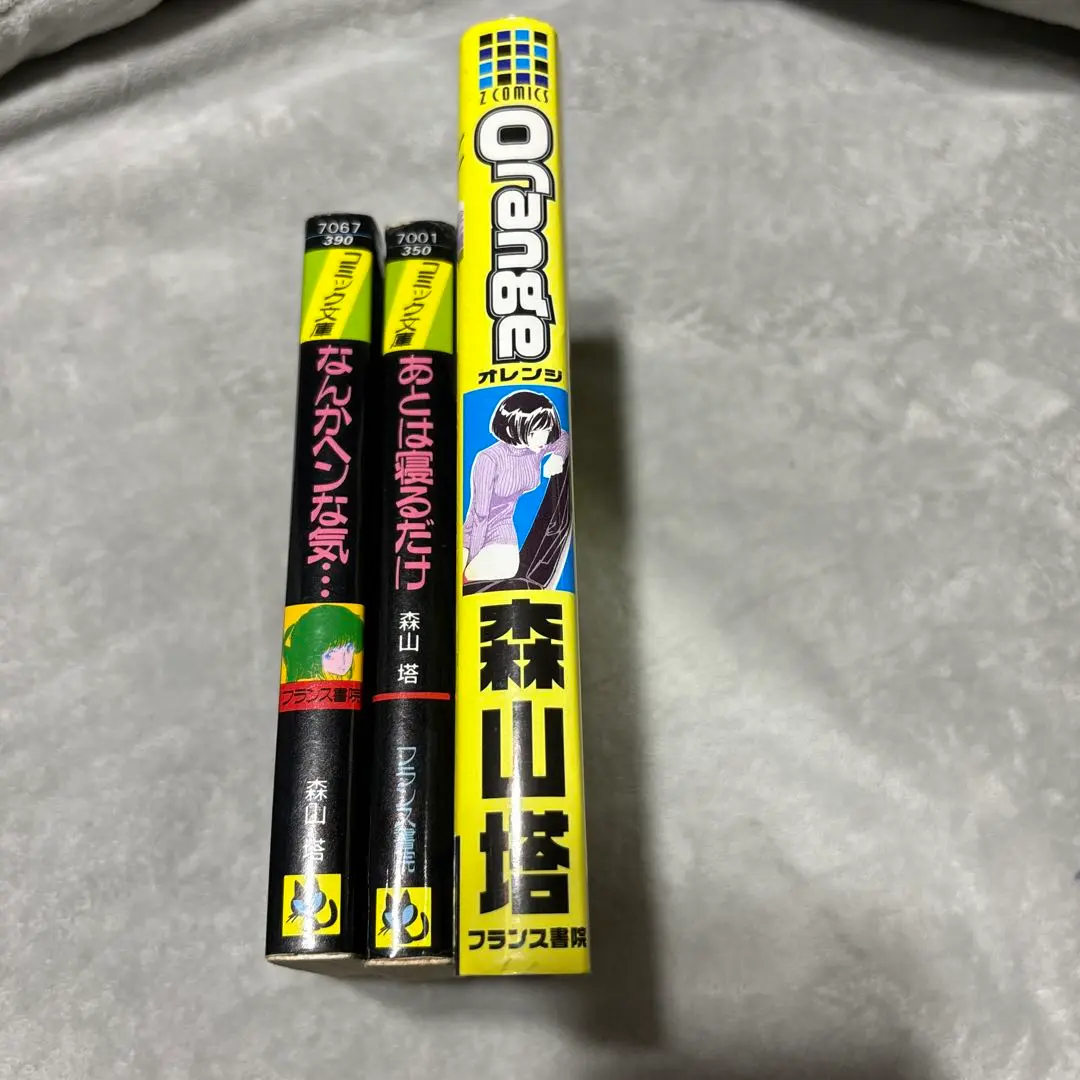 7067
390
コミック文庫
なんかヘンな気…
フランス書院
森山 塔
7001
350
コミック文庫
あとは寝るだけ
森山 塔
フランス書院
Z COMICS
Orange
オレンジ
森山塔
フランス書院